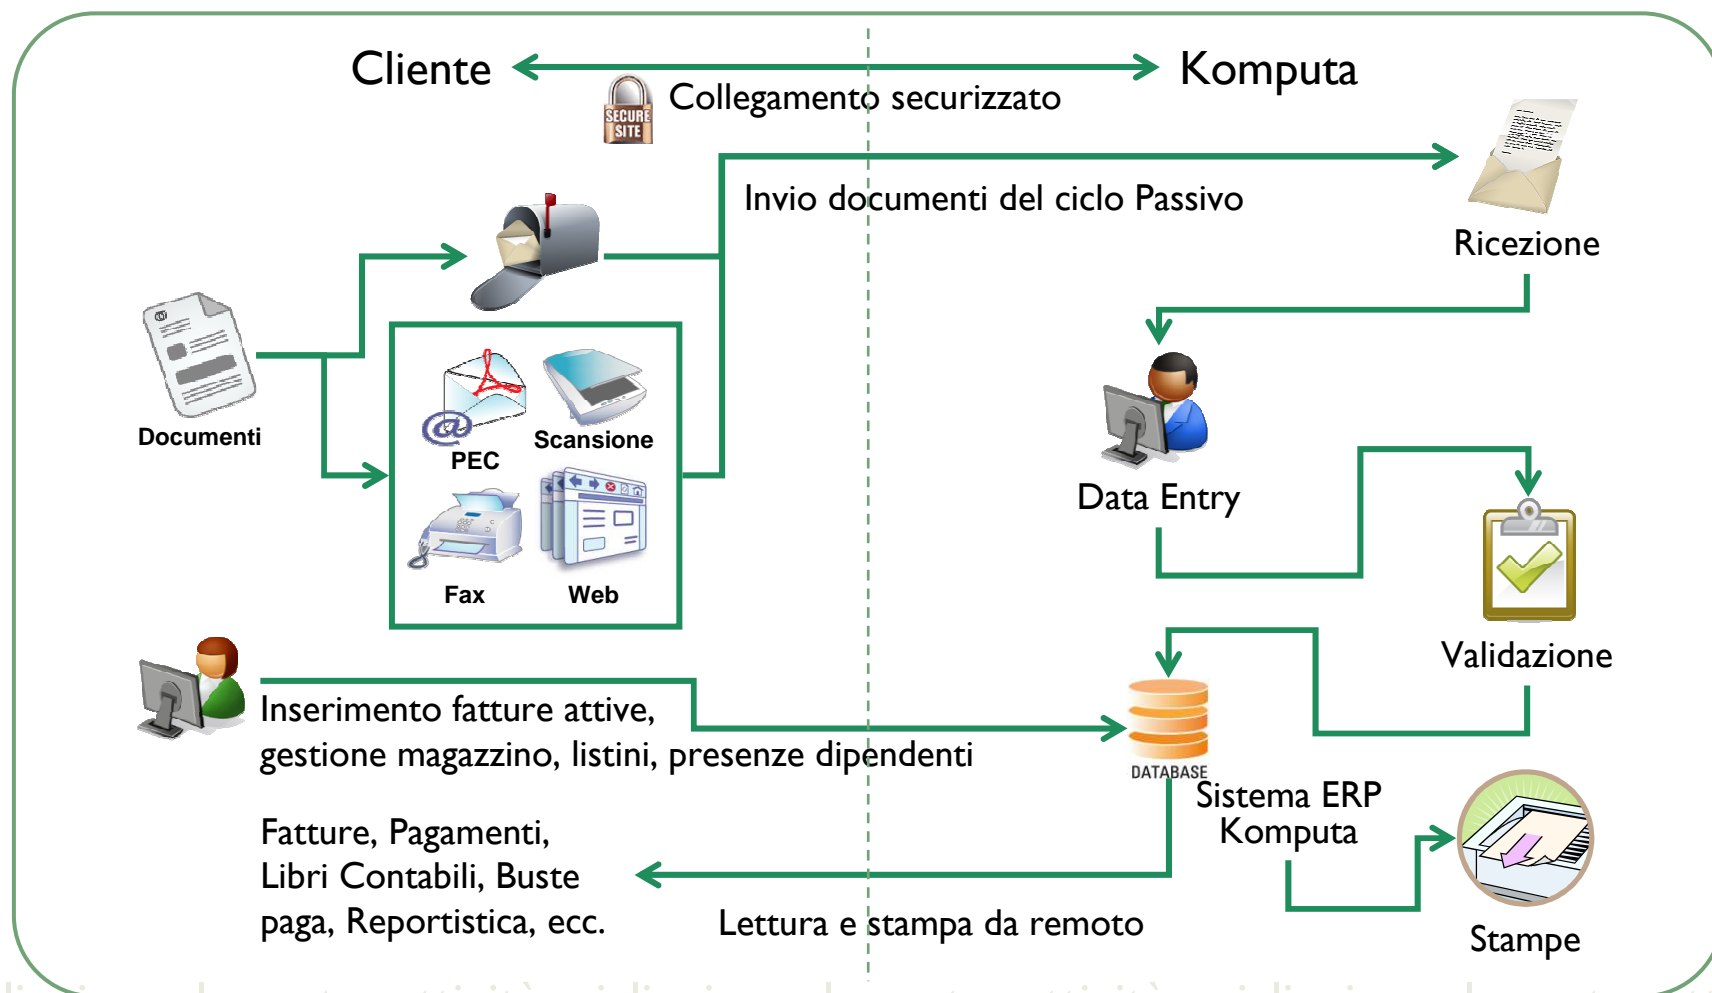 Cliente
Komputa
Collegamento securizzato
SECURE
SITE
Invio documenti del ciclo Passivo
Ricezione
Documenti
PEC
Scansione
Fax
Web
Data Entry
Validazione
Inserimento fatture attive,
gestione magazzino, listini, presenze dipendenti
DATABASE
Sistema ERP
Komputa
Fatture, Pagamenti,
Libri Contabili, Buste
paga, Reportistica, ecc.
Lettura e stampa da remoto
Stampe